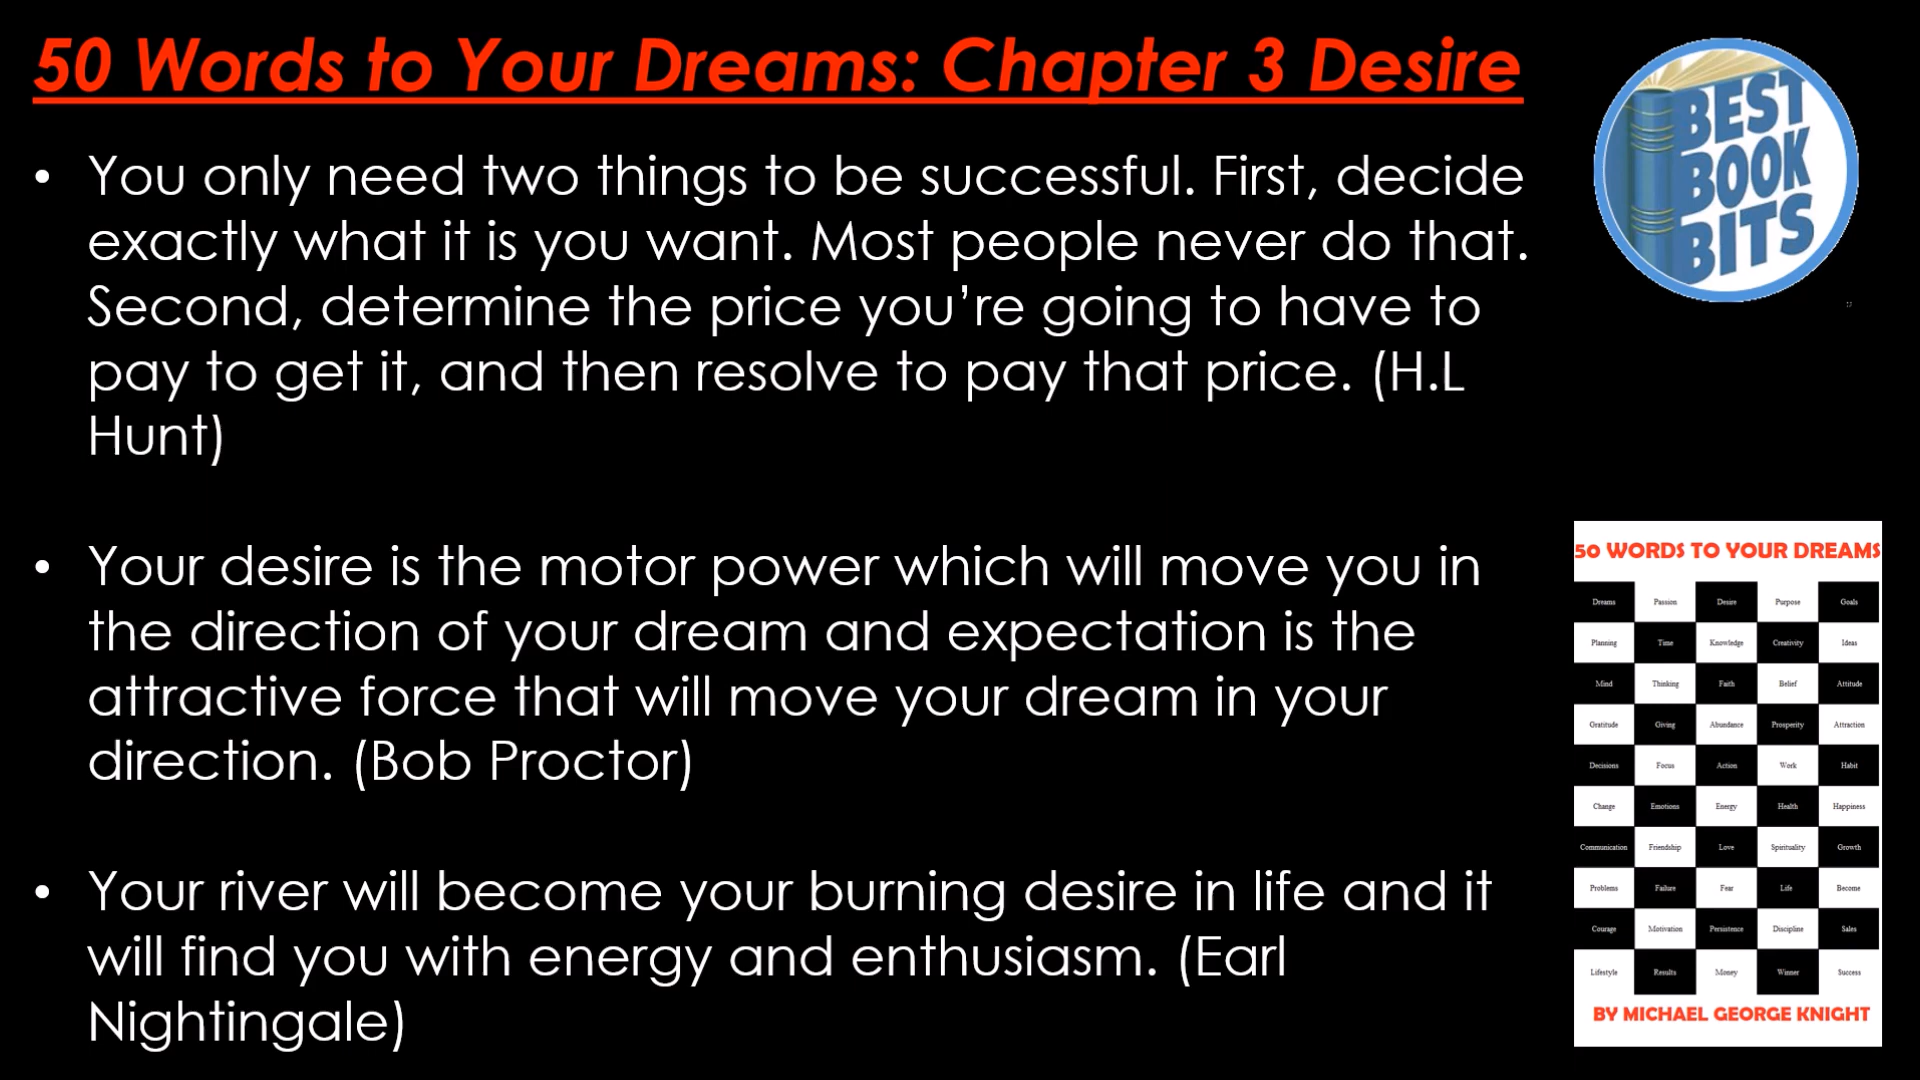 50 Words to Your Dreams: Chapter 3 Desire
• You only need two things to be successful. First, decide
exactly what it is you want. Most people never do that.
Second, determine the price you’re going to have to
pay to get it, and then resolve to pay that price. (H.L
Hunt)
• Your desire is the motor power which will move you in
the direction of your dream and expectation is the
attractive force that will move your dream in your
direction. (Bob Proctor)
• Your river will become your burning desire in life and it
will find you with energy and enthusiasm. (Earl
Nightingale)
BEST
BOOK
BITS
50 WORDS TO YOUR DREAMS
Dreams Passion Desire Purpose Goals
Planning Time Knowledge Creativity Ideas
Mind Thinking Faith Belief Attitude
Gratitude Giving Abundance Prosperity Attraction
Decisions Focus Action Work Habit
Change Emotions Energy Health Happiness
Communication Friendship Love Spirituality Growth
Problems Failure Fear Life Become
Courage Motivation Persistence Discipline Sales
Lifestyle Results Money Winner Success
BY MICHAEL GEORGE KNIGHT